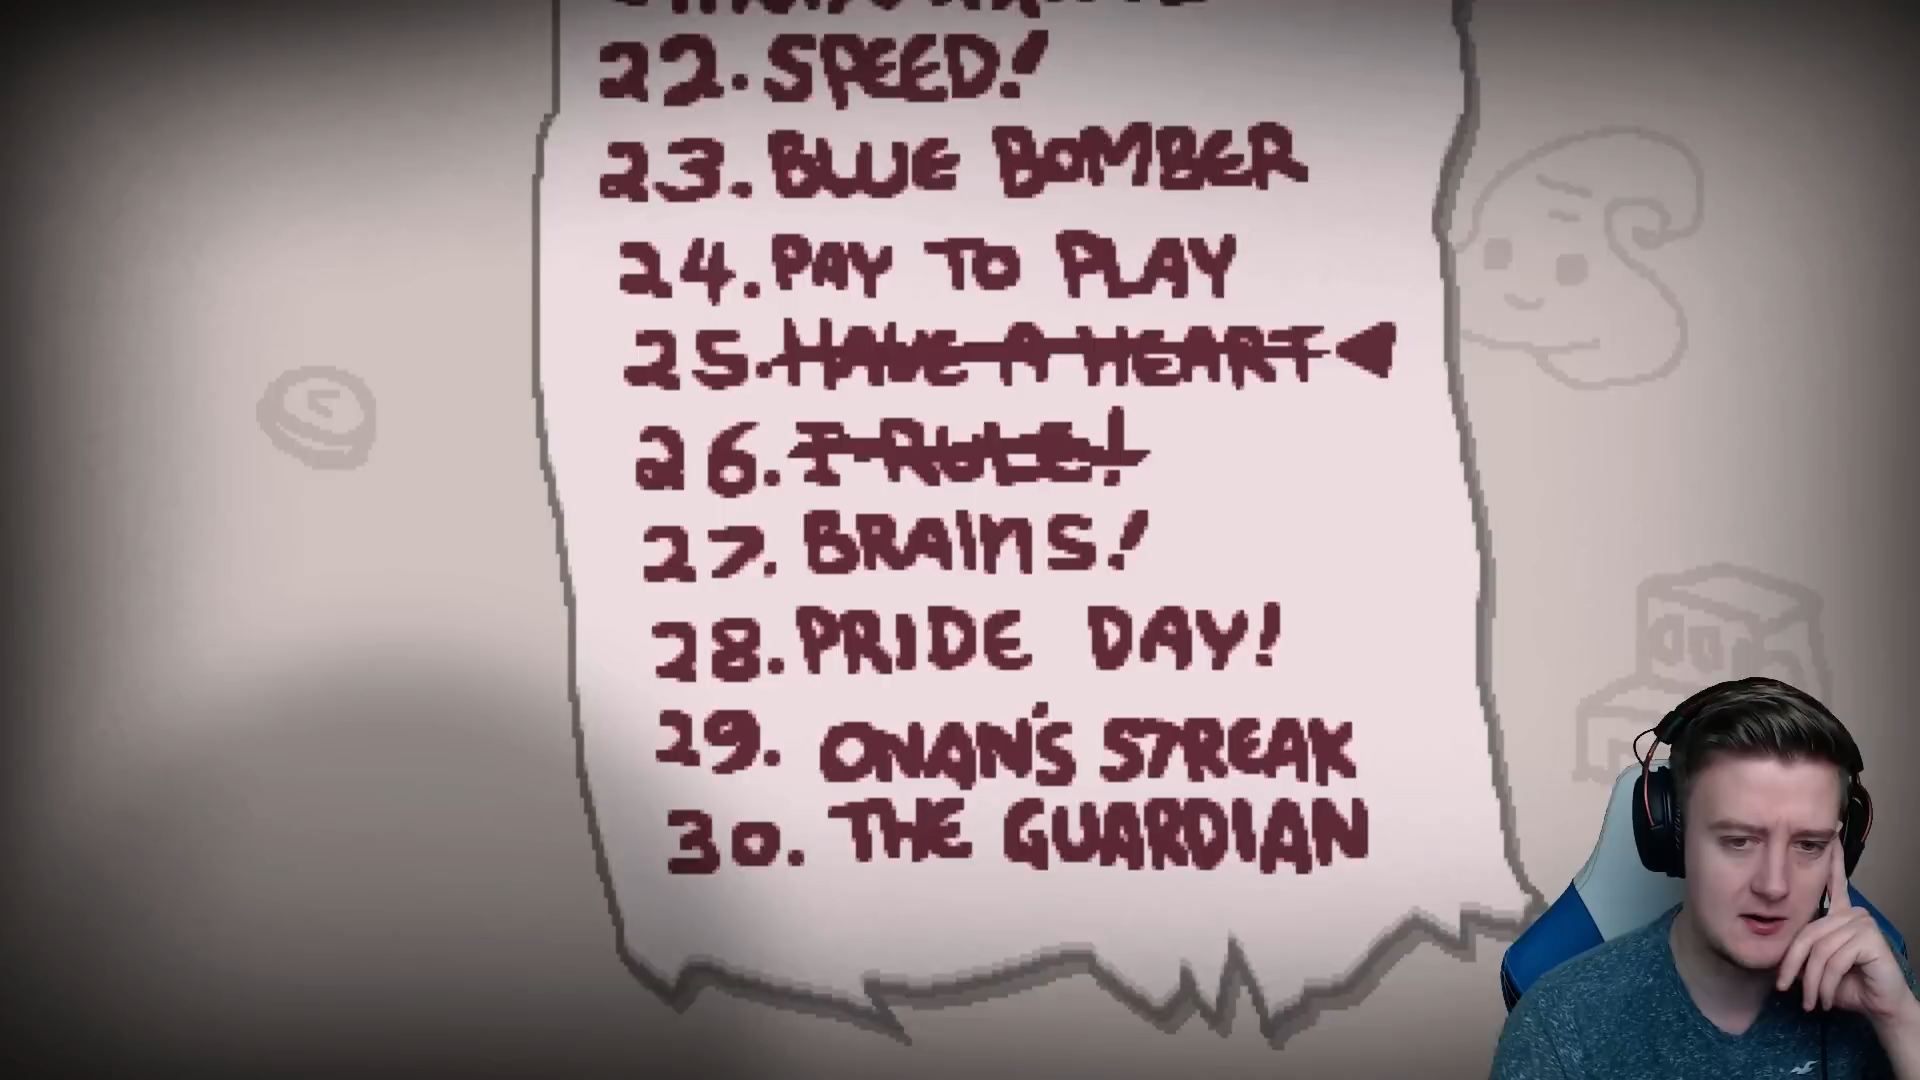 22. SPEED!
23. BLUE BOMBER
24. PAY TO PLAY
25. HAVE A HEART
26. I RULE!
27. BRAINS!
28. PRIDE DAY!
29. ONAN'S STREAK
30. THE GUARDIAN